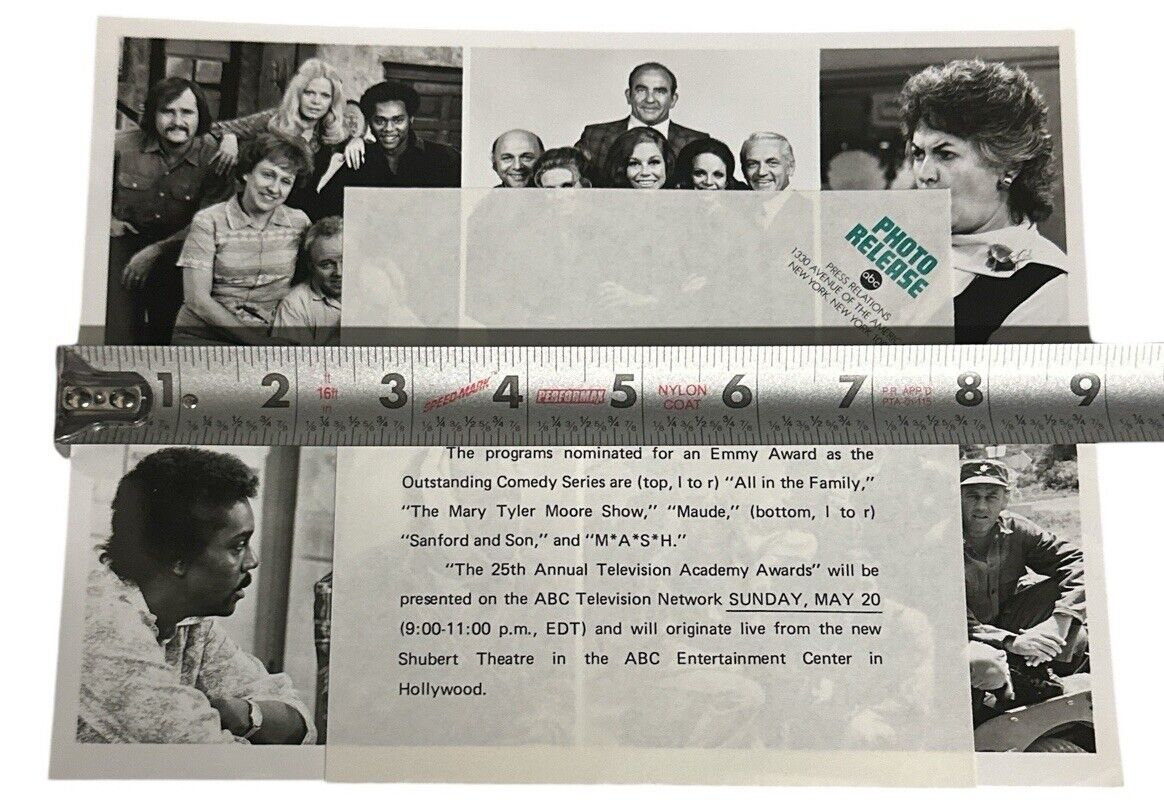 PHOTO
RELEASE
abc
PRESS RELATIONS
1330 AVENUE OF THE AMERIC
NEW YORK, NEW YORK
1 2 ft 16ft in 3 SPEED-MARK 4 PERFORMAX 5 NYLON COAT 6 7 P.R. APP'D 8 9
The programs nominated for an Emmy Award as the
Outstanding Comedy Series are (top, l to r) "All in the Family,"
"The Mary Tyler Moore Show," "Maude," (bottom, l to r)
"Sanford and Son," and "M*A*S*H."
"The 25th Annual Television Academy Awards" will be
presented on the ABC Television Network SUNDAY, MAY 20
(9:00-11:00 p.m., EDT) and will originate live from the new
Shubert Theatre in the ABC Entertainment Center in
Hollywood.